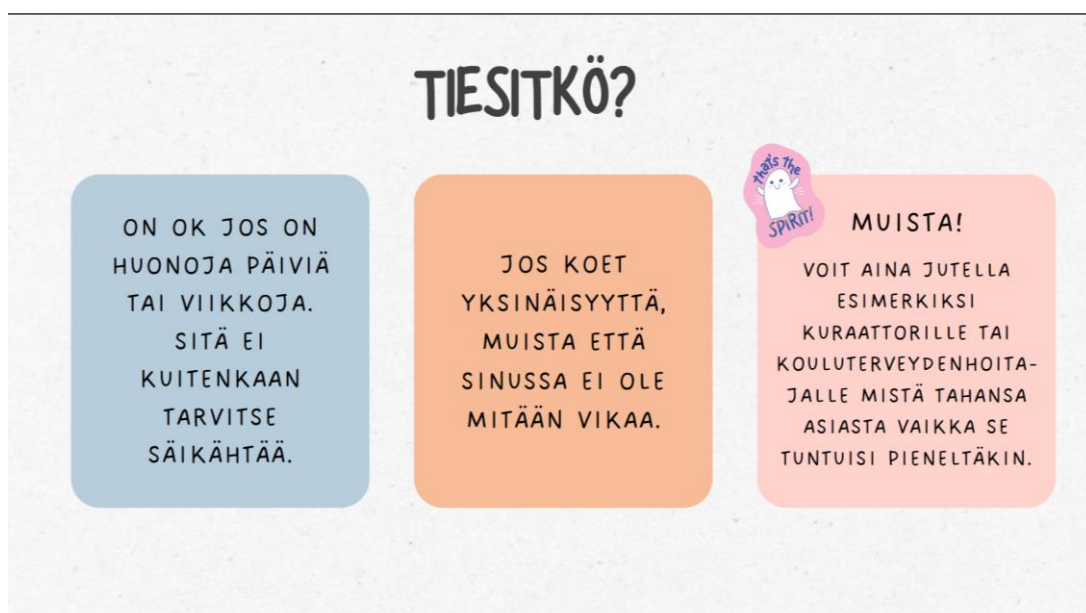 TIESITKÖ?
ON OK JOS ON
HUONOJA PÄIVIÄ
TAI VIIKKOJA.
SITÄ EI
KUITENKAAN
TARVITSE
SÄIKÄHTÄÄ.
JOS KOET
YKSINÄISYYTTÄ,
MUISTA ETTÄ
SINUSSA EI OLE
MITÄÄN VIKAA.
that's the
SPIRIT!
MUISTA!
VOIT AINA JUTELLA
ESIMERKIKSI
KURAATTORILLE TAI
KOULUTERVEYDENHOITA-
JALLE MISTÄ TAHANSA
ASIASTA VAIKKA SE
TUNTUISI PIENELTÄKIN.